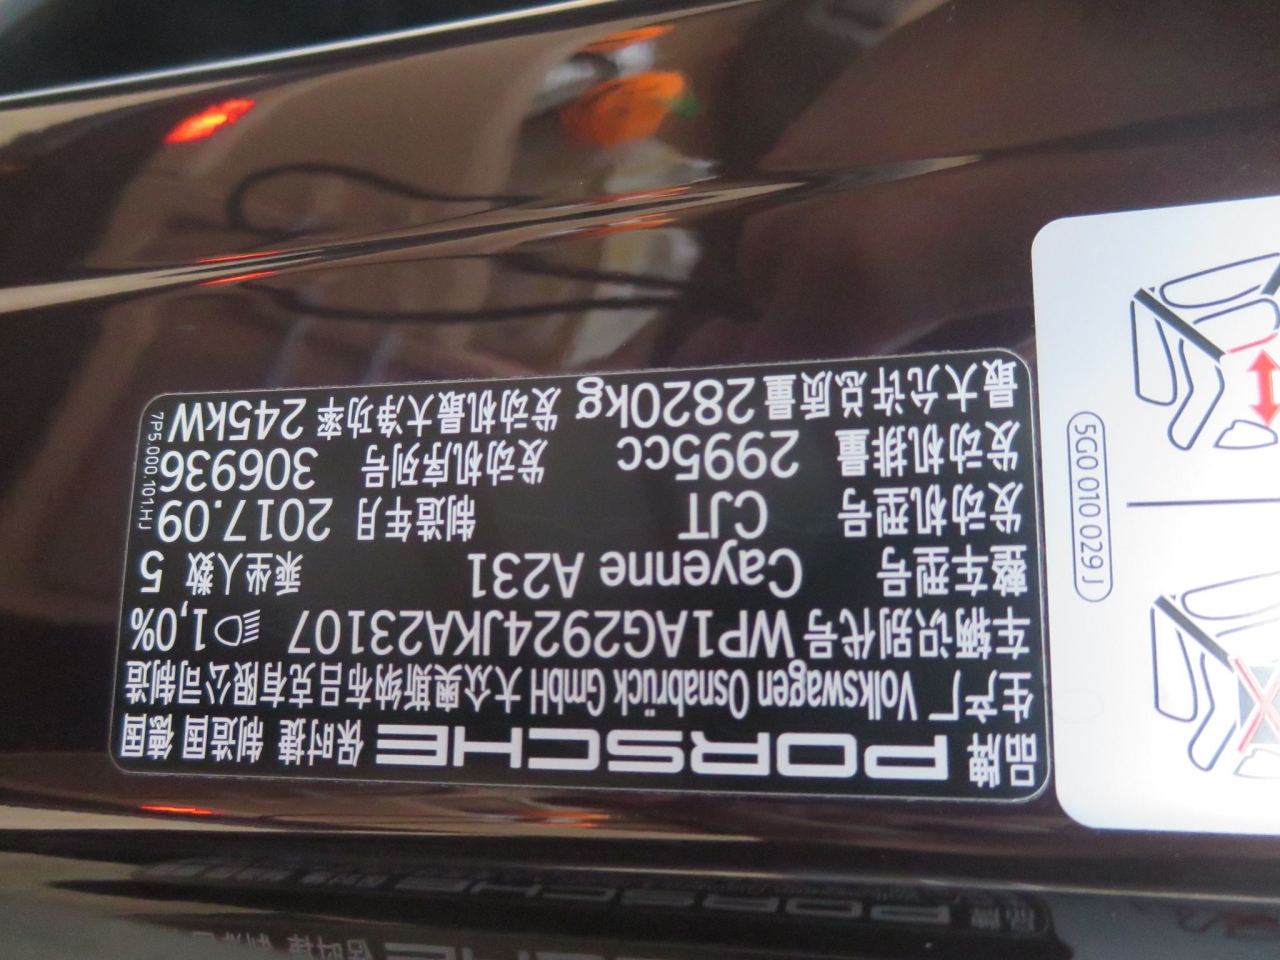 品牌 PORSCHE 保时捷 制造国 德国
生产厂 Volkswagen Osnabrück GmbH 大众奥斯纳布吕克有限公司制造
车辆识别代号 WP1AG2924JKA23107 1,0%
整车型号 Cayenne A231 乘坐人数 5
发动机型号 CJT 制造年月 2017.09
发动机排量 2995cc 发动机序列号 306936
最大允许总质量 2820kg 发动机最大净功率 245kW
7P5.000.101.HJ
5G0 010 029 J